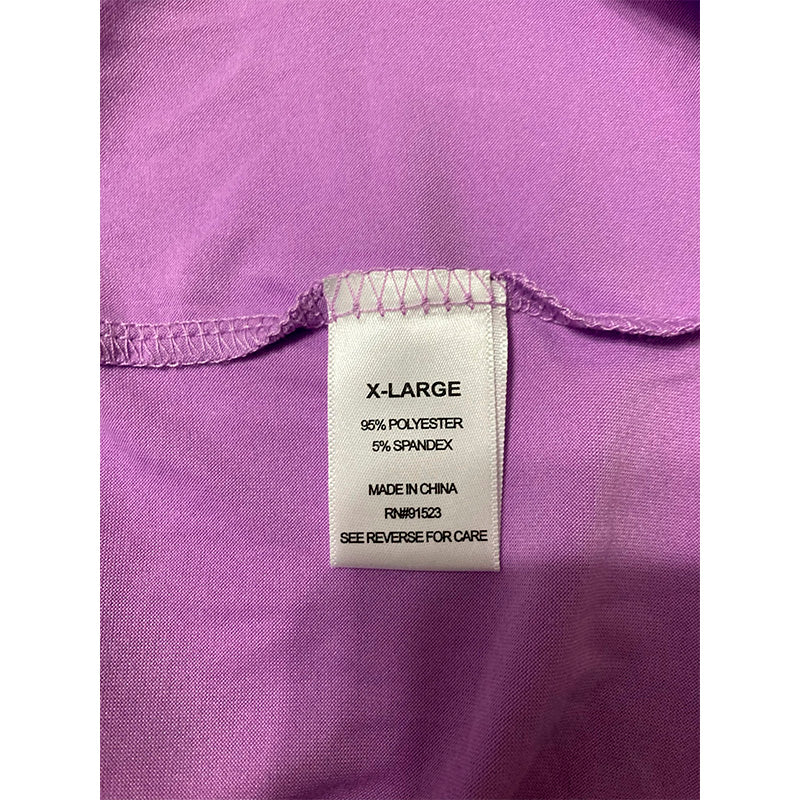 X-LARGE
95% POLYESTER
5% SPANDEX
MADE IN CHINA
RN#91523
SEE REVERSE FOR CARE